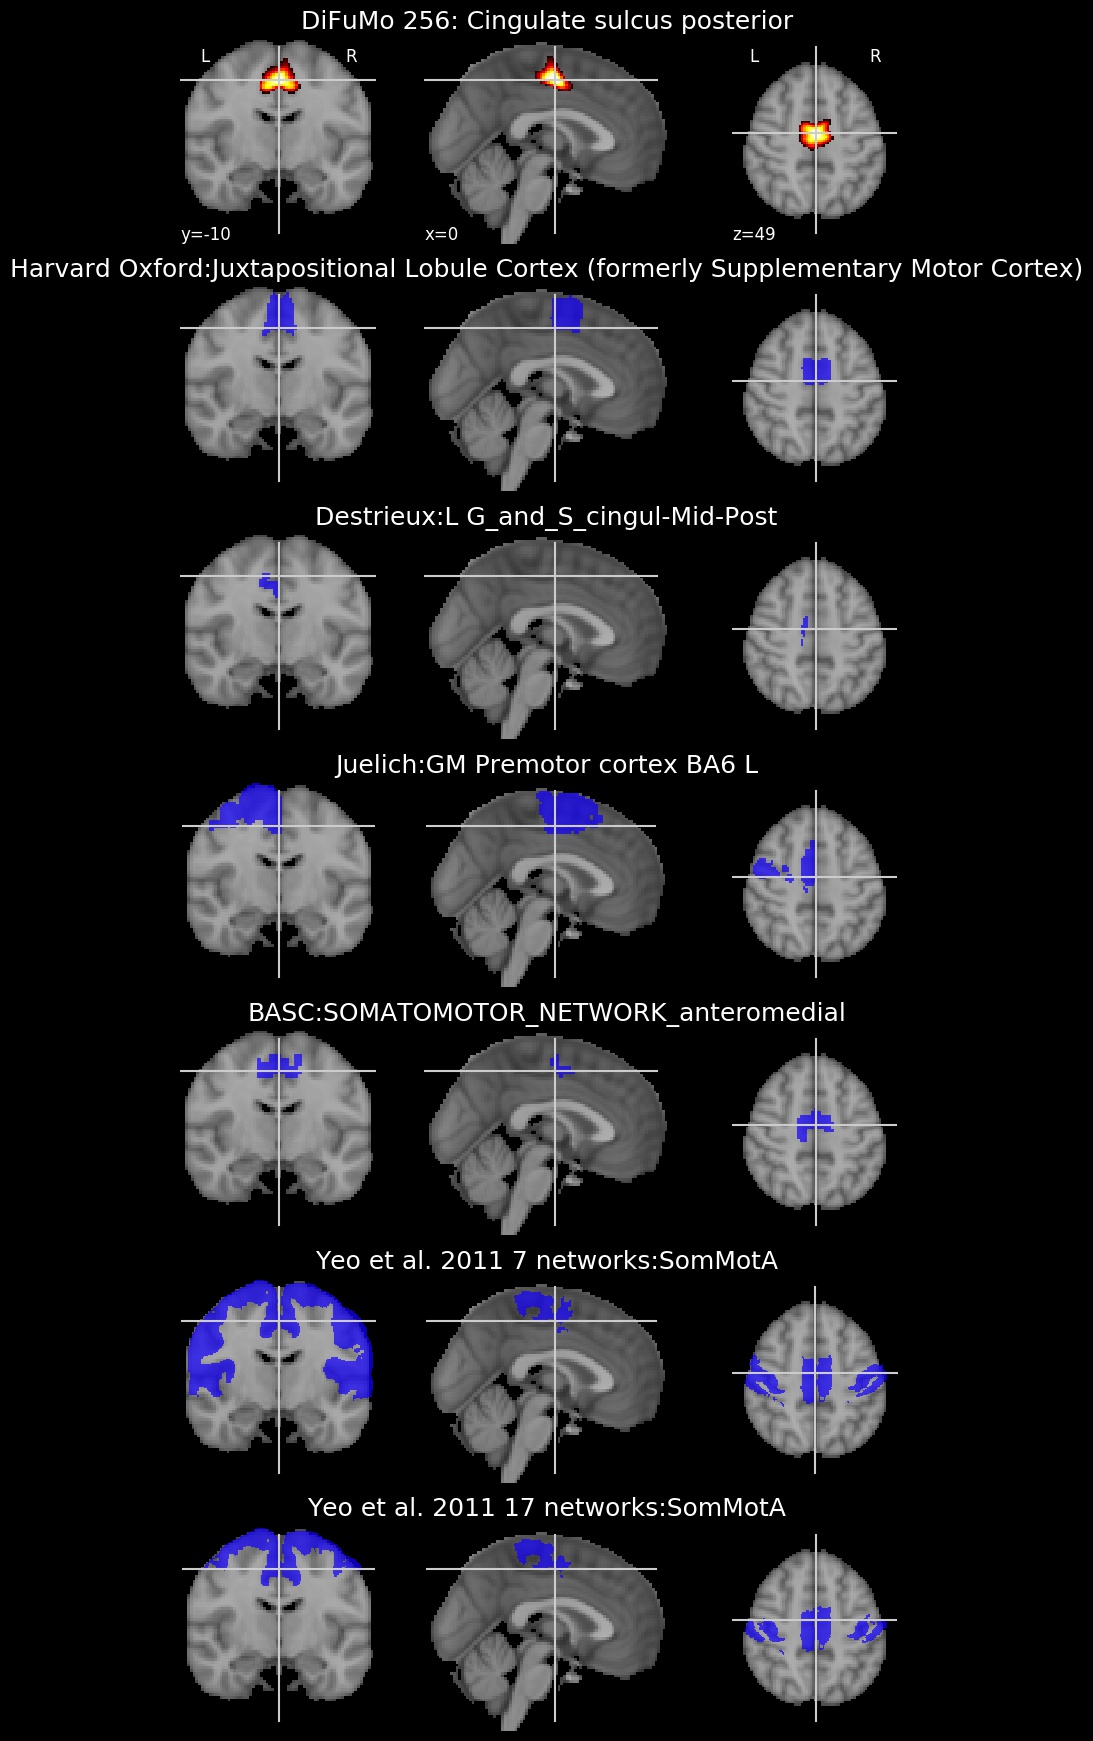 DiFuMo 256: Cingulate sulcus posterior
L R L R
y=-10 x=0 z=49
Harvard Oxford:Juxtapositional Lobule Cortex (formerly Supplementary Motor Cortex)
Destrieux:L G_and_S_cingul-Mid-Post
Juelich:GM Premotor cortex BA6 L
BASC:SOMATOMOTOR_NETWORK_anteromedial
Yeo et al. 2011 7 networks:SomMotA
Yeo et al. 2011 17 networks:SomMotA